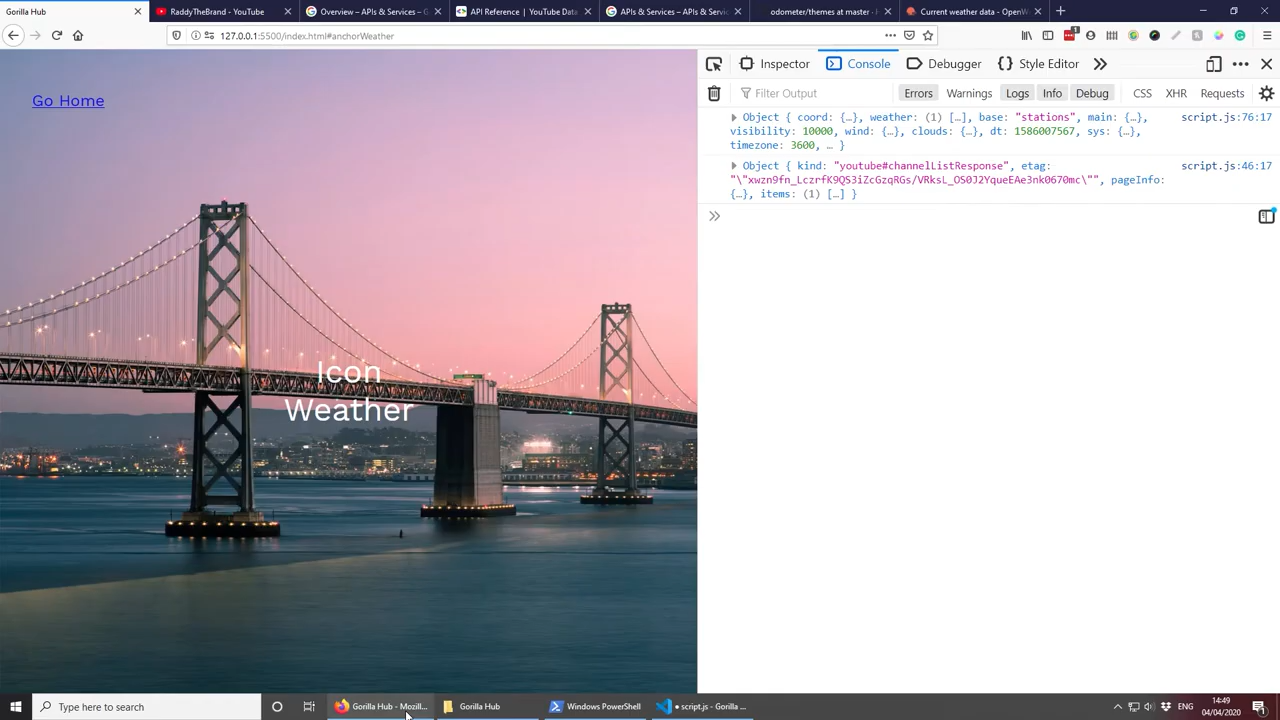 Gorilla Hub
RaddyTheBrand - YouTube
Overview – APIs & Services – G
API Reference | YouTube Data
APIs & Services – APIs & Servi
odometer/themes at master · H
Current weather data - OpenW
127.0.0.1:5500/index.html#anchorWeather
Go Home
Icon
Weather
Inspector
Console
Debugger
Style Editor
Filter Output
Errors
Warnings
Logs
Info
Debug
CSS
XHR
Requests
Object { coord: {…}, weather: (1) […], base: "stations", main: {…},
script.js:76:17
visibility: 10000, wind: {…}, clouds: {…}, dt: 1586007567, sys: {…},
timezone: 3600, … }
Object { kind: "youtube#channelListResponse", etag:
script.js:46:17
"\"xwzn9fn_LczrfK9QS3iZcGzqRGs/VRksL_OS0J2YqueEAe3nk0670mc\"", pageInfo:
{…}, items: (1) […] }
Type here to search
Gorilla Hub - Mozill...
Gorilla Hub
Windows PowerShell
● script.js - Gorilla ...
ENG
14:49
04/04/2020